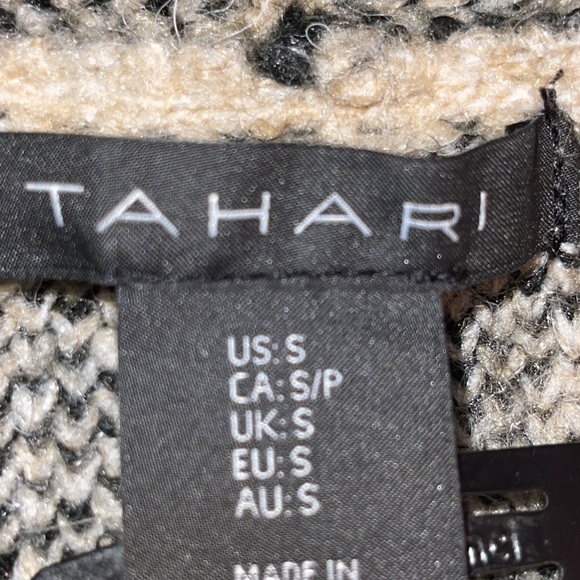 TAHARI
US: S
CA: S/P
UK: S
EU: S
AU: S
MADE IN